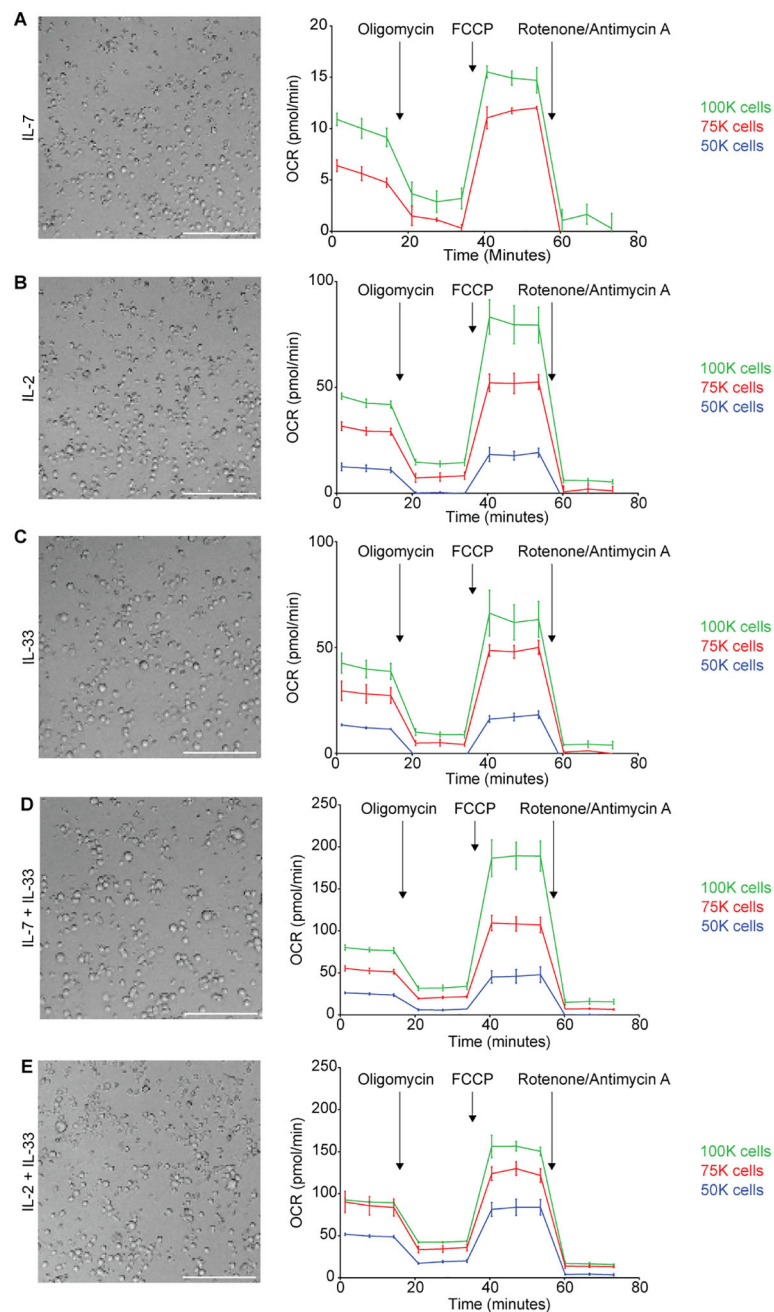 A
IL-7
Oligomycin FCCP Rotenone/Antimycin A
20
15
10
5
0
OCR (pmol/min)
0 20 40 60 80
Time (Minutes)
100K cells
75K cells
50K cells
B
IL-2
Oligomycin FCCP Rotenone/Antimycin A
100
50
0
OCR (pmol/min)
0 20 40 60 80
Time (minutes)
100K cells
75K cells
50K cells
C
IL-33
Oligomycin FCCP Rotenone/Antimycin A
100
50
0
OCR (pmol/min)
0 20 40 60 80
Time (minutes)
100K cells
75K cells
50K cells
D
IL-7 + IL-33
Oligomycin FCCP Rotenone/Antimycin A
250
200
150
100
50
0
OCR (pmol/min)
0 20 40 60 80
Time (minutes)
100K cells
75K cells
50K cells
E
IL-2 + IL-33
Oligomycin FCCP Rotenone/Antimycin A
250
200
150
100
50
0
OCR (pmol/min)
0 20 40 60 80
Time (minutes)
100K cells
75K cells
50K cells